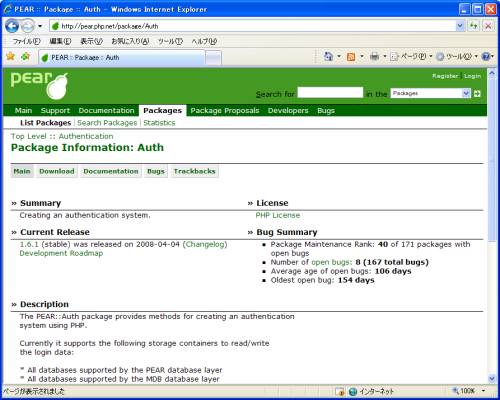 PEAR :: Package :: Auth - Windows Internet Explorer
http://pear.php.net/package/Auth
ファイル(F) 編集(E) 表示(V) お気に入り(A) ツール(T) ヘルプ(H)
PEAR :: Package :: Auth
ページ(P) ツール(O)
pear
Register | Login
Search for in the Packages
Main Support Documentation Packages Package Proposals Developers Bugs
List Packages | Search Packages | Statistics
Top Level :: Authentication
Package Information: Auth
Main Download Documentation Bugs Trackbacks
» Summary
Creating an authentication system.
» License
PHP License
» Current Release
1.6.1 (stable) was released on 2008-04-04 (Changelog)
Development Roadmap
» Bug Summary
Package Maintenance Rank: 40 of 171 packages with
open bugs
Number of open bugs: 8 (167 total bugs)
Average age of open bugs: 106 days
Oldest open bug: 154 days
» Description
The PEAR::Auth package provides methods for creating an authentication
system using PHP.
Currently it supports the following storage containers to read/write
the login data:
* All databases supported by the PEAR database layer
* All databases supported by the MDB database layer
ページが表示されました インターネット 100%